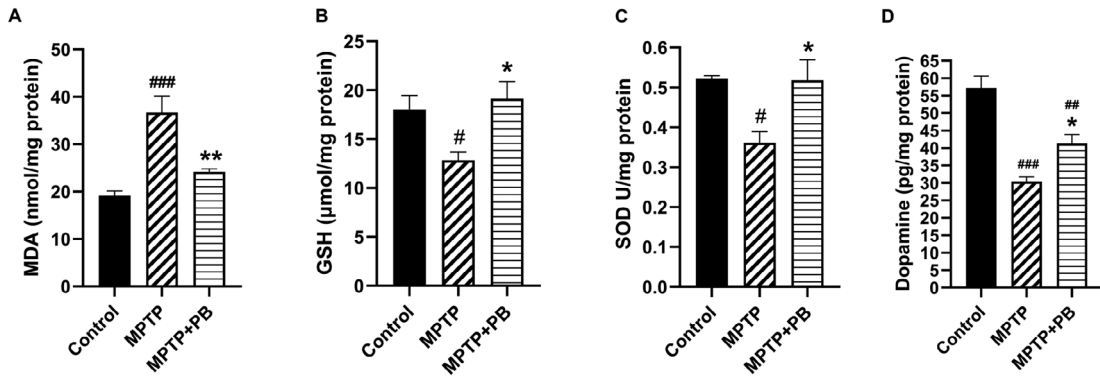 A
MDA (nmol/mg protein)
50
40
30
20
10
0
###
**
Control
MPTP
MPTP+PB
B
GSH (μmol/mg protein)
25
20
15
10
5
0
#
*
Control
MPTP
MPTP+PB
C
SOD U/mg protein
0.6
0.5
0.4
0.3
0.2
0.1
0.0
#
*
Control
MPTP
MPTP+PB
D
Dopamine (pg/mg protein)
65
60
55
50
45
40
35
30
25
20
15
10
5
0
###
##
*
Control
MPTP
MPTP+PB